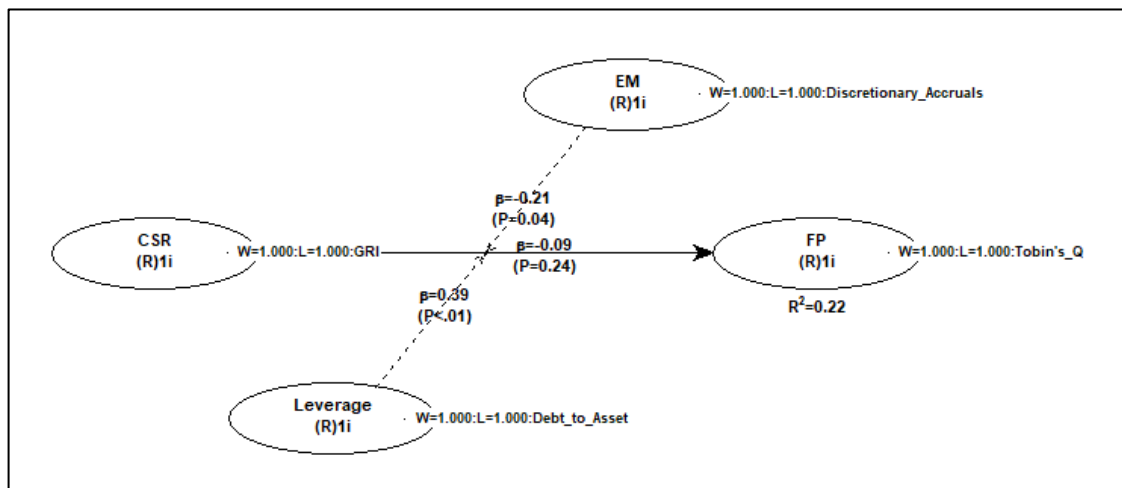 EM
(R)1i
W=1.000:L=1.000:Discretionary_Accruals
β=-0.21
(P=0.04)
CSR
(R)1i
W=1.000:L=1.000:GRI
β=-0.09
(P=0.24)
FP
(R)1i
W=1.000:L=1.000:Tobin's_Q
R²=0.22
β=0.39
(P<.01)
Leverage
(R)1i
W=1.000:L=1.000:Debt_to_Asset